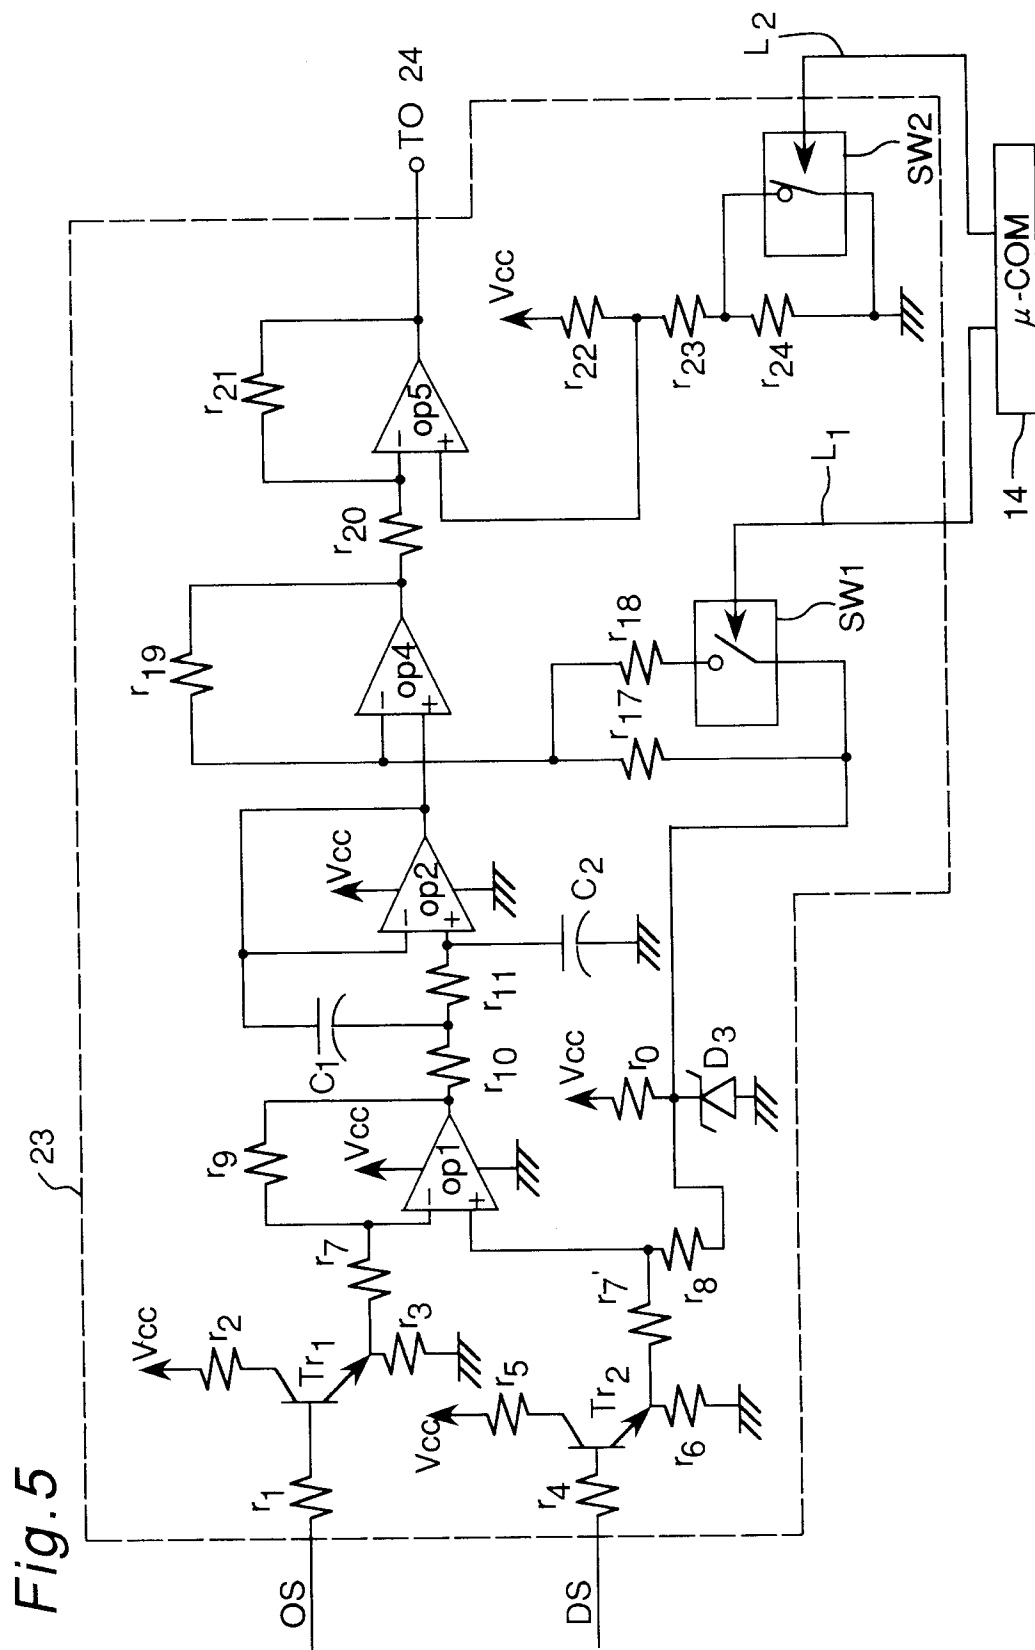 Fig.5
23
OS
DS
r1
r4
Vcc
r2
Tr1
r3
Vcc
r5
Tr2
r6
r7
r7'
r8
r9
Vcc
op1
−
+
Vcc
r0
D3
C1
r10
r11
C2
Vcc
op2
−
+
r19
op4
−
+
r17
r18
SW1
L1
r20
r21
op5
−
+
TO 24
Vcc
r22
r23
r24
SW2
L2
14
μ-COM